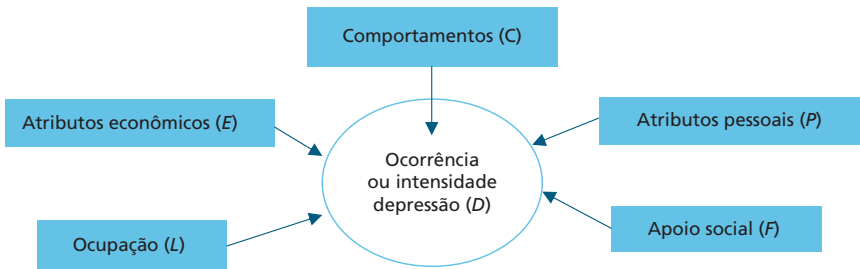 Comportamentos (C)
Atributos econômicos (E)
Atributos pessoais (P)
Ocorrência
ou intensidade
depressão (D)
Ocupação (L)
Apoio social (F)